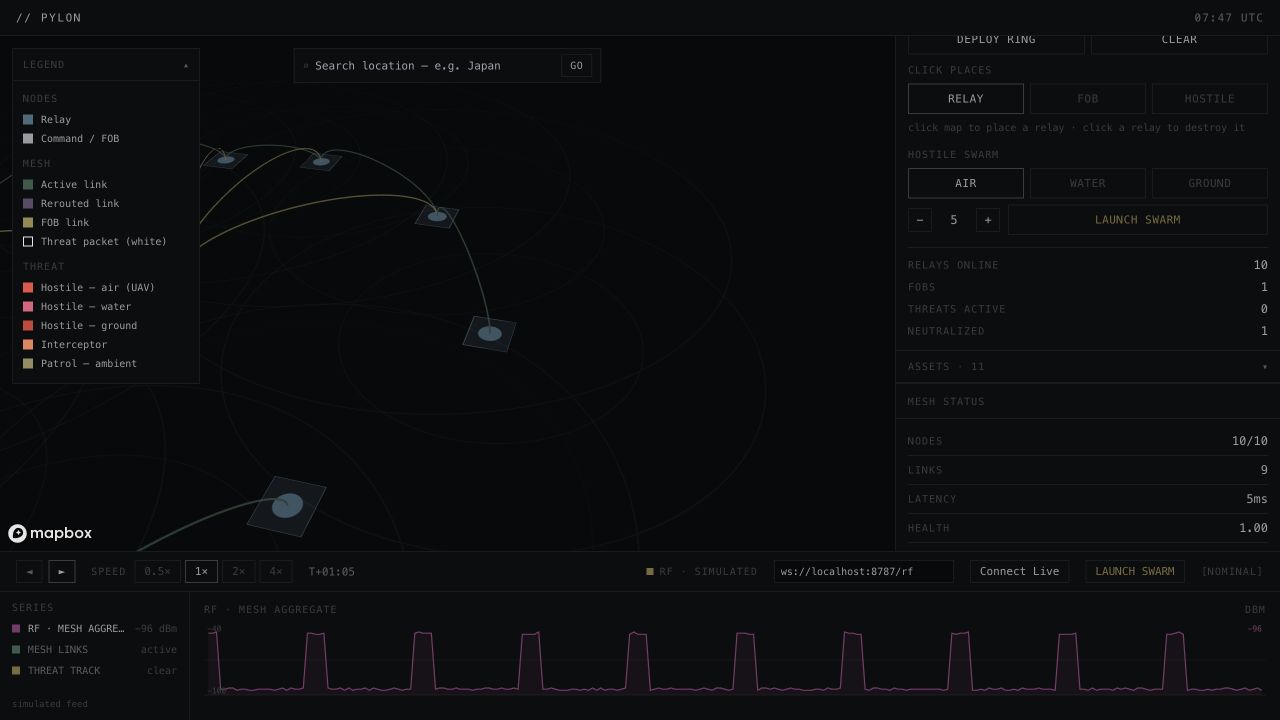 // PYLON
07:47 UTC
LEGEND
NODES
Relay
Command / FOB
MESH
Active link
Rerouted link
FOB link
Threat packet (white)
THREAT
Hostile — air (UAV)
Hostile — water
Hostile — ground
Interceptor
Patrol — ambient
Search location — e.g. Japan
GO
mapbox
DEPLOY RING
CLEAR
CLICK PLACES
RELAY
FOB
HOSTILE
click map to place a relay · click a relay to destroy it
HOSTILE SWARM
AIR
WATER
GROUND
− 5 +
LAUNCH SWARM
RELAYS ONLINE 10
FOBS 1
THREATS ACTIVE 0
NEUTRALIZED 1
ASSETS · 11
MESH STATUS
NODES 10/10
LINKS 9
LATENCY 5ms
HEALTH 1.00
SPEED 0.5× 1× 2× 4× T+01:05
RF · SIMULATED
ws://localhost:8787/rf
Connect Live
LAUNCH SWARM
[NOMINAL]
SERIES
RF · MESH AGGRE… −96 dBm
MESH LINKS active
THREAT TRACK clear
simulated feed
RF · MESH AGGREGATE
DBM
−40
−96
−100